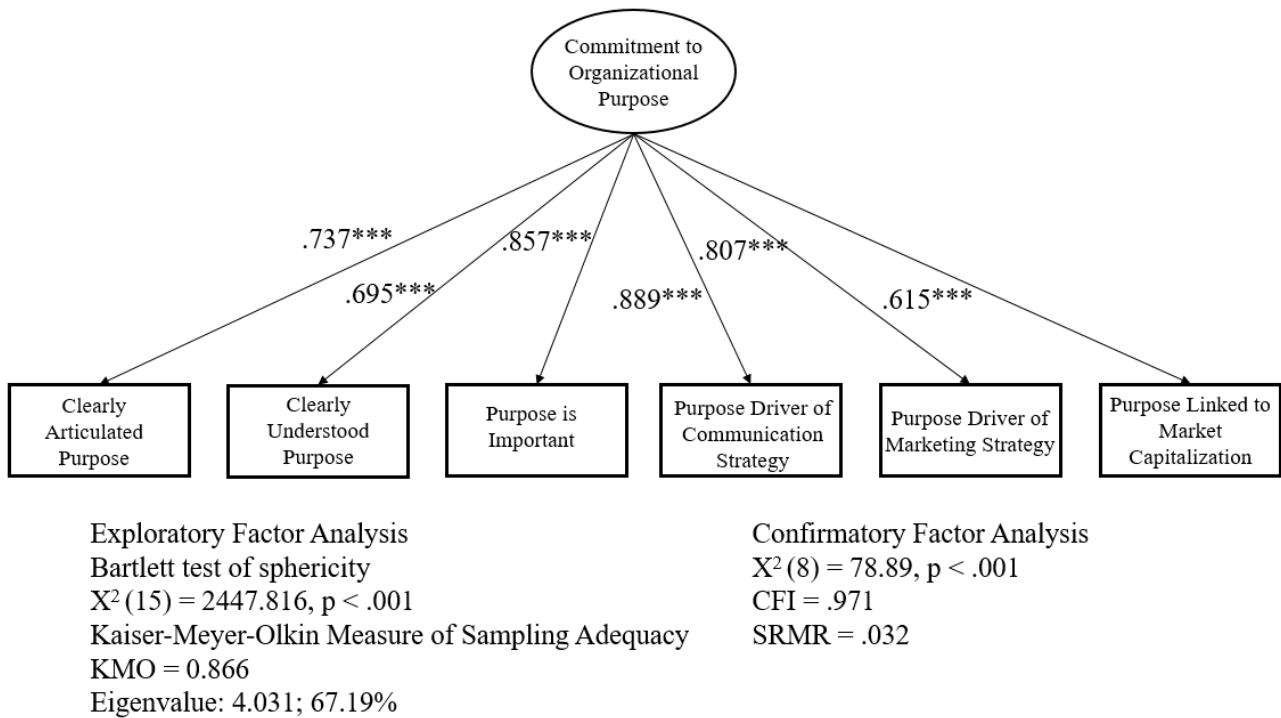 Commitment to
Organizational
Purpose
.737***
.857***
.807***
.695***
.889***
.615***
Clearly
Articulated
Purpose
Clearly
Understood
Purpose
Purpose is
Important
Purpose Driver of
Communication
Strategy
Purpose Driver of
Marketing Strategy
Purpose Linked to
Market
Capitalization
Exploratory Factor Analysis
Bartlett test of sphericity
X² (15) = 2447.816, p < .001
Kaiser-Meyer-Olkin Measure of Sampling Adequacy
KMO = 0.866
Eigenvalue: 4.031; 67.19%
Confirmatory Factor Analysis
X² (8) = 78.89, p < .001
CFI = .971
SRMR = .032